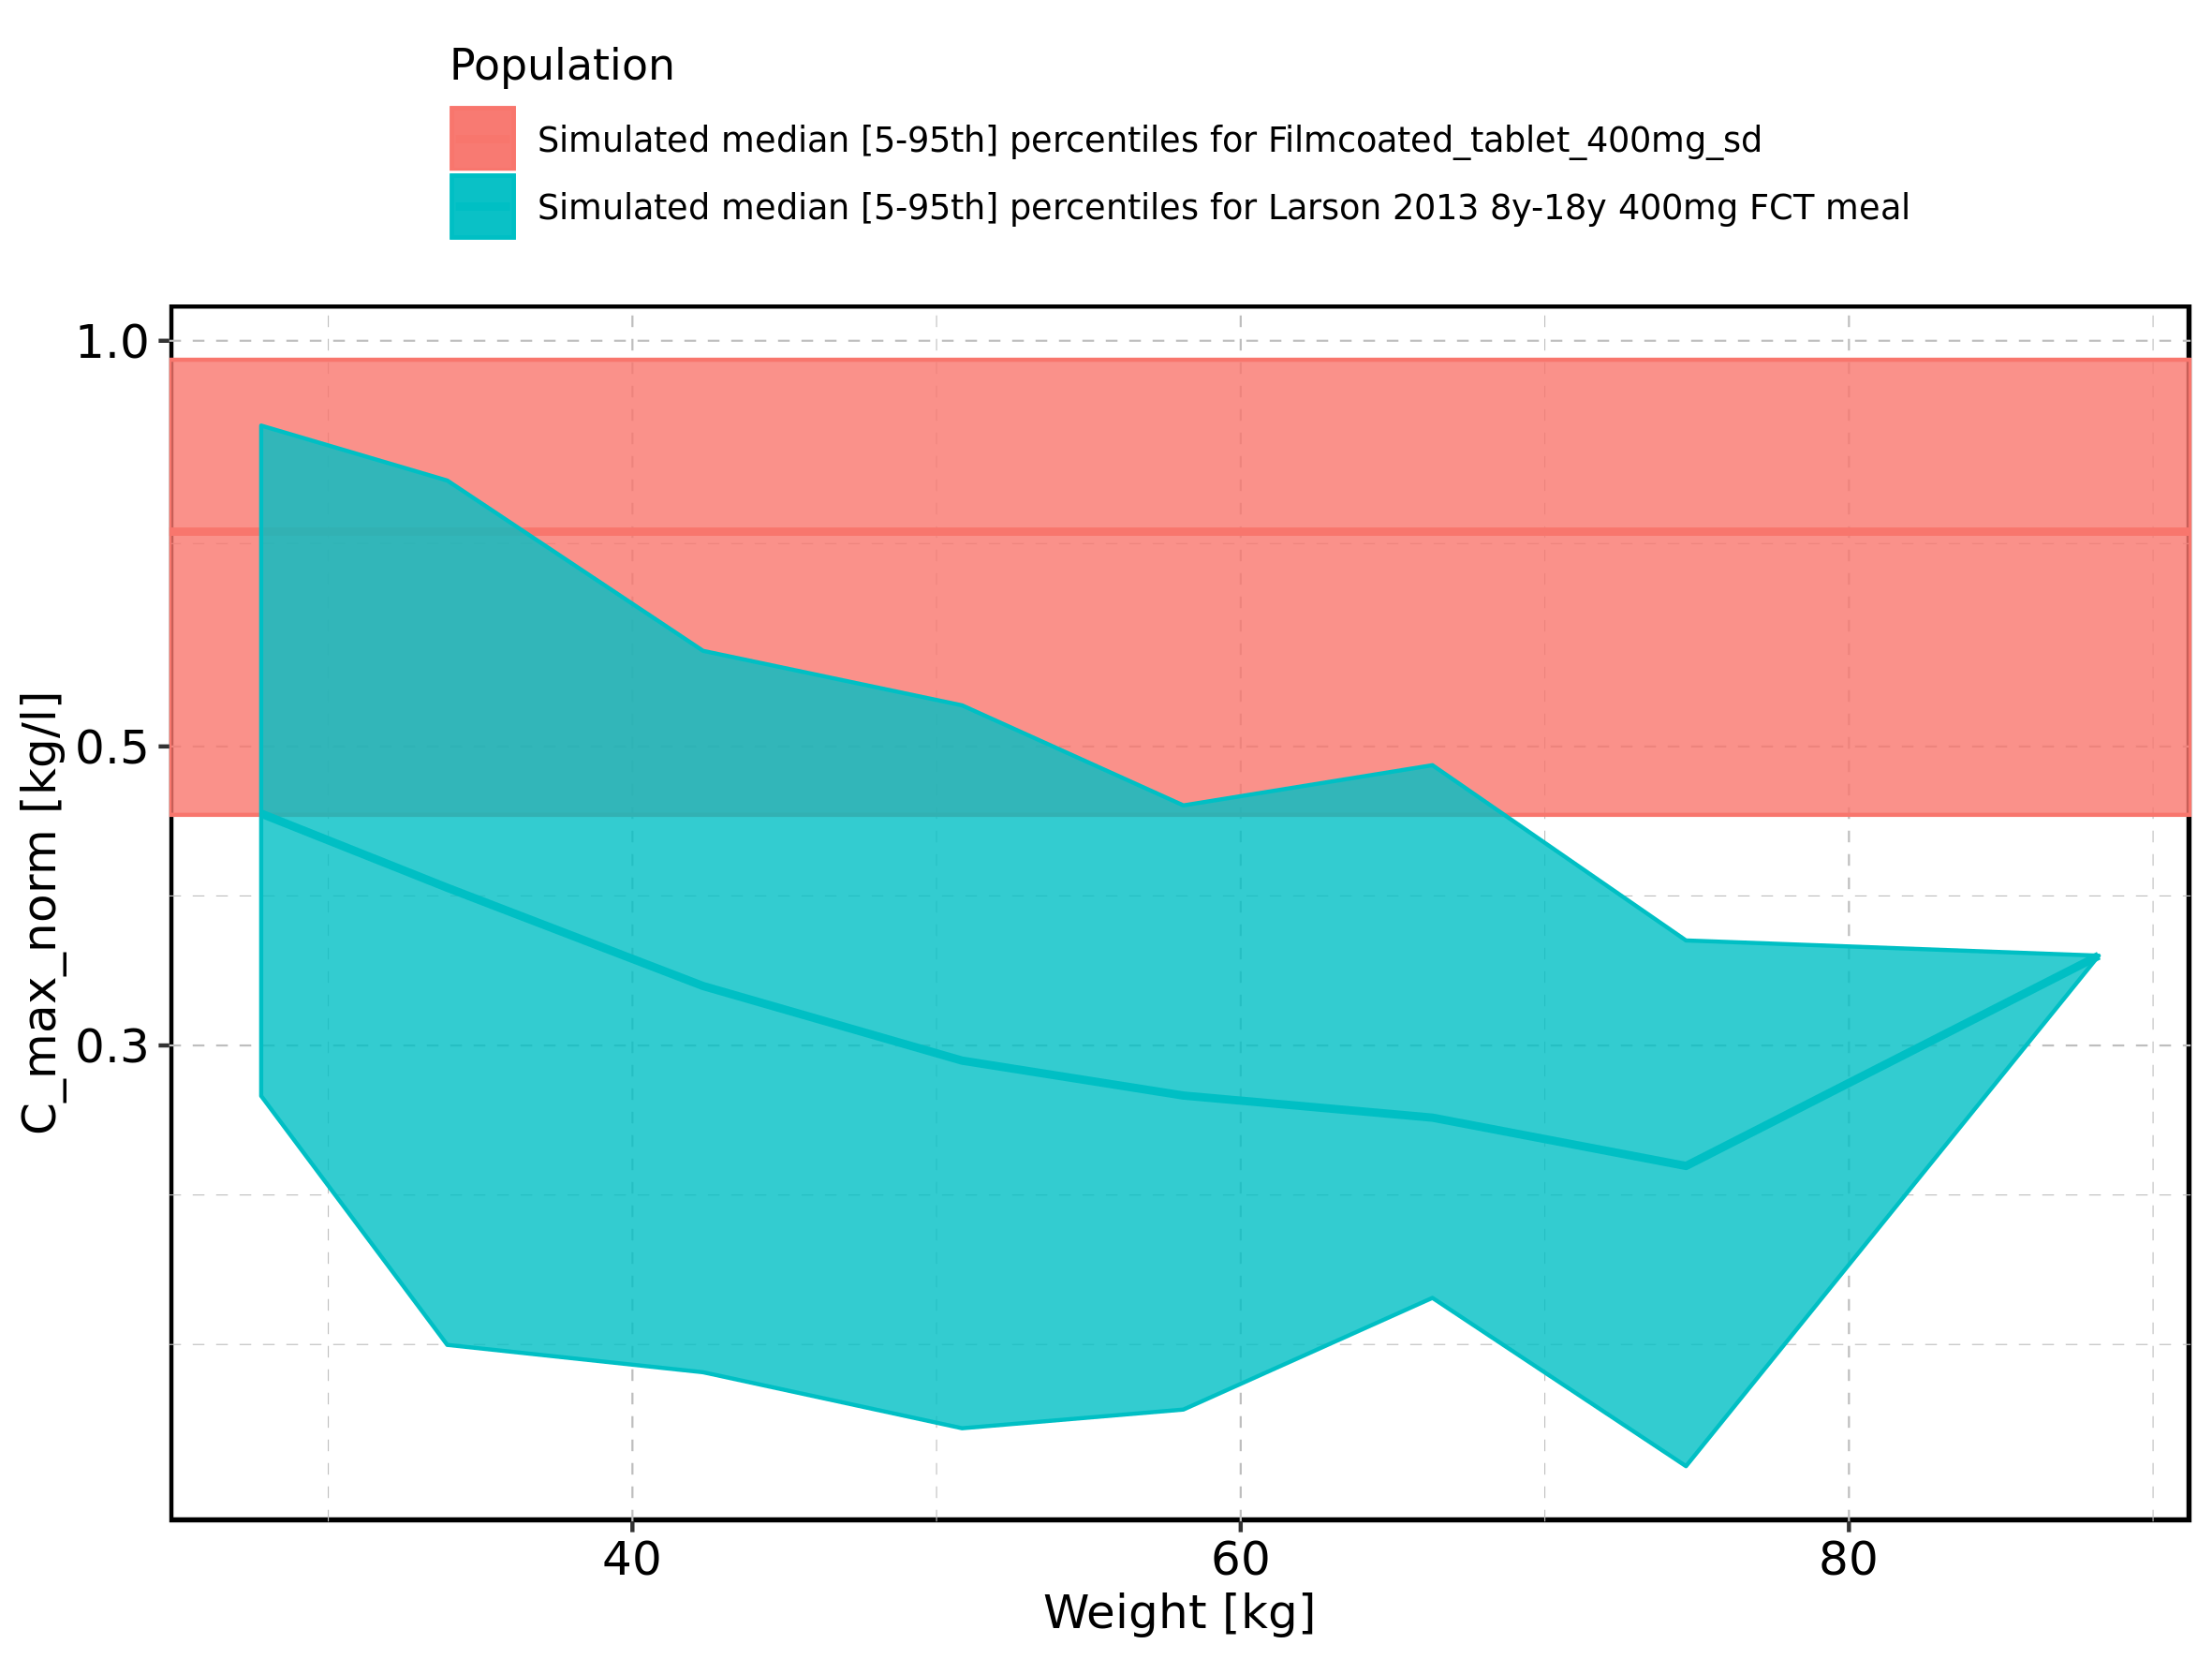 Population
Simulated median [5-95th] percentiles for Filmcoated_tablet_400mg_sd
Simulated median [5-95th] percentiles for Larson 2013 8y-18y 400mg FCT meal
1.0
0.5
0.3
C_max_norm [kg/l]
40
60
80
Weight [kg]